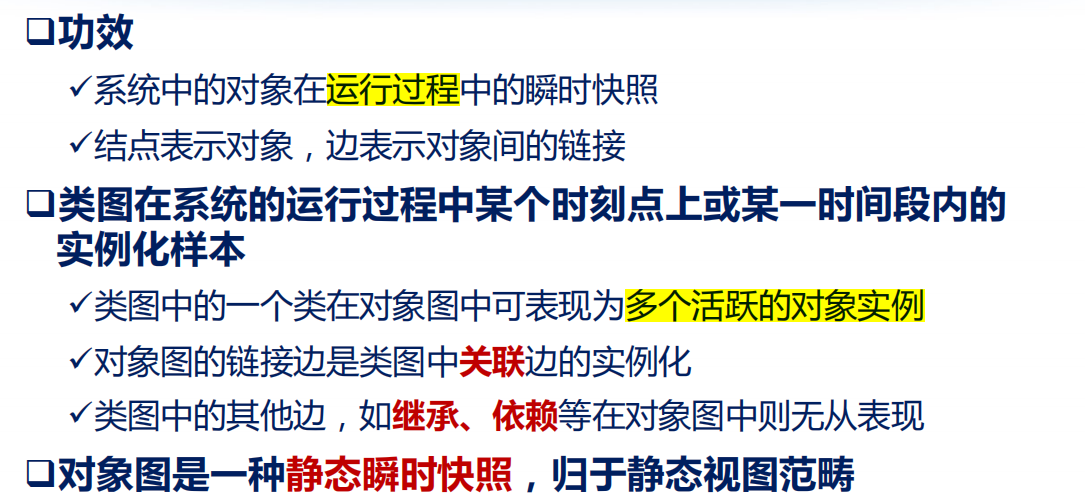 ❑功效
✓系统中的对象在运行过程中的瞬时快照
✓结点表示对象，边表示对象间的链接
❑类图在系统的运行过程中某个时刻点上或某一时间段内的
实例化样本
✓类图中的一个类在对象图中可表现为多个活跃的对象实例
✓对象图的链接边是类图中关联边的实例化
✓类图中的其他边，如继承、依赖等在对象图中则无从表现
❑对象图是一种静态瞬时快照，归于静态视图范畴